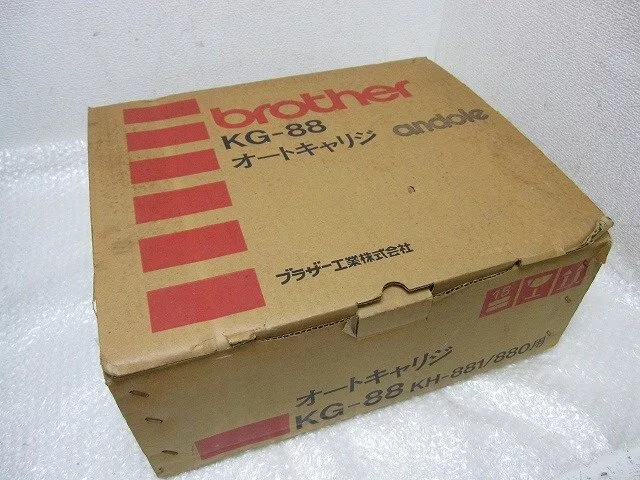 brother
KG-88 andole
オートキャリジ
ブラザー工業株式会社
オートキャリジ
KG-88 KH-881/880用
15